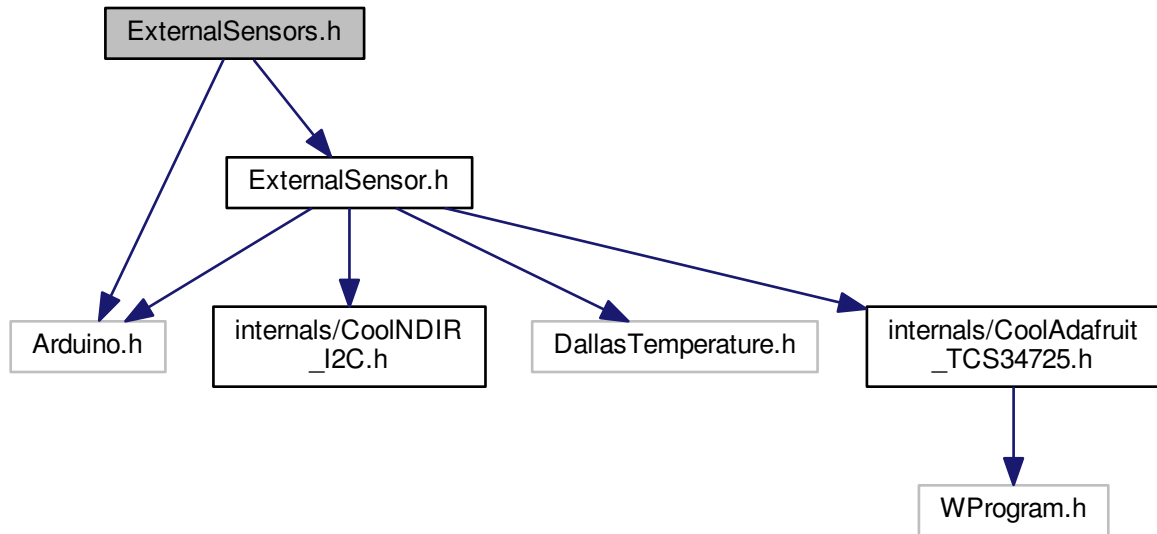 ExternalSensors.h
ExternalSensor.h
Arduino.h
internals/CoolNDIR
_I2C.h
DallasTemperature.h
internals/CoolAdafruit
_TCS34725.h
WProgram.h